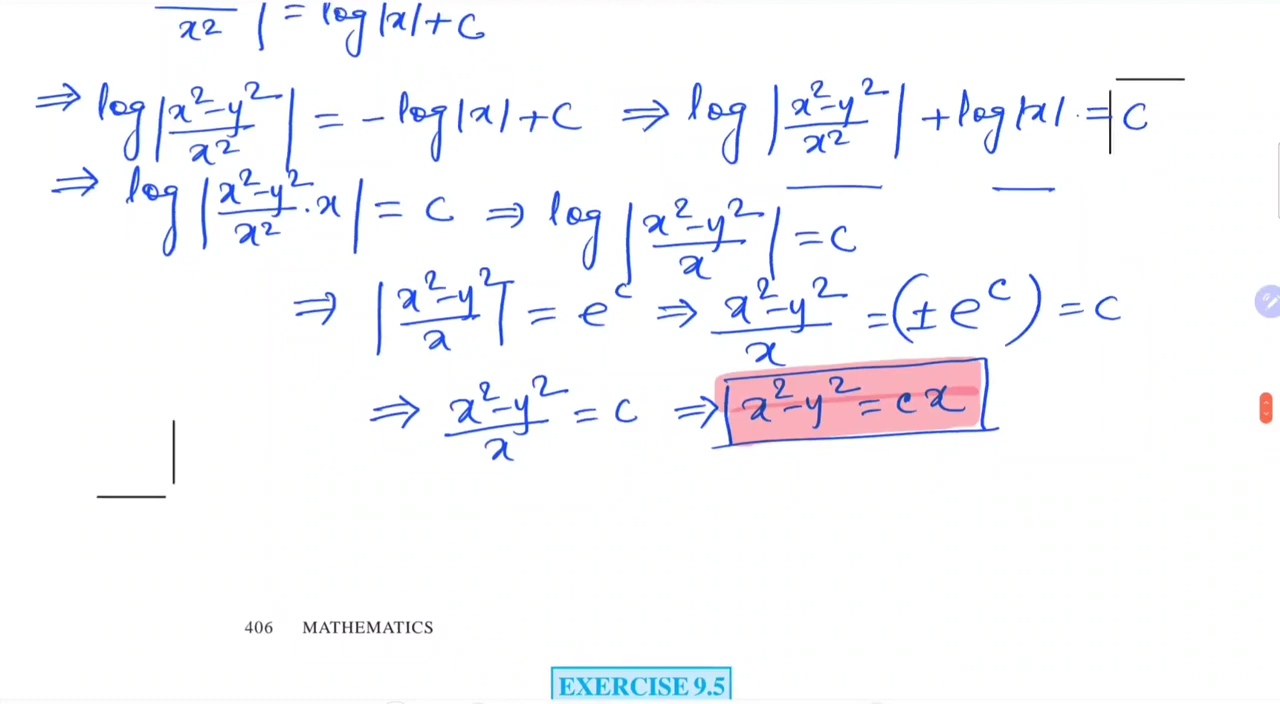 x2 | = log|x|+C
⇒ log|x²-y²/x²| = - log|x|+C ⇒ log|x²-y²/x²| + log|x| = C
⇒ log|x²-y²/x² · x| = C ⇒ log|x²-y²/x| = C
⇒ |x²-y²/x| = e^c ⇒ x²-y²/x = (± e^c) = C
⇒ x²-y²/x = C ⇒ x²-y² = cx
406 MATHEMATICS
EXERCISE 9.5